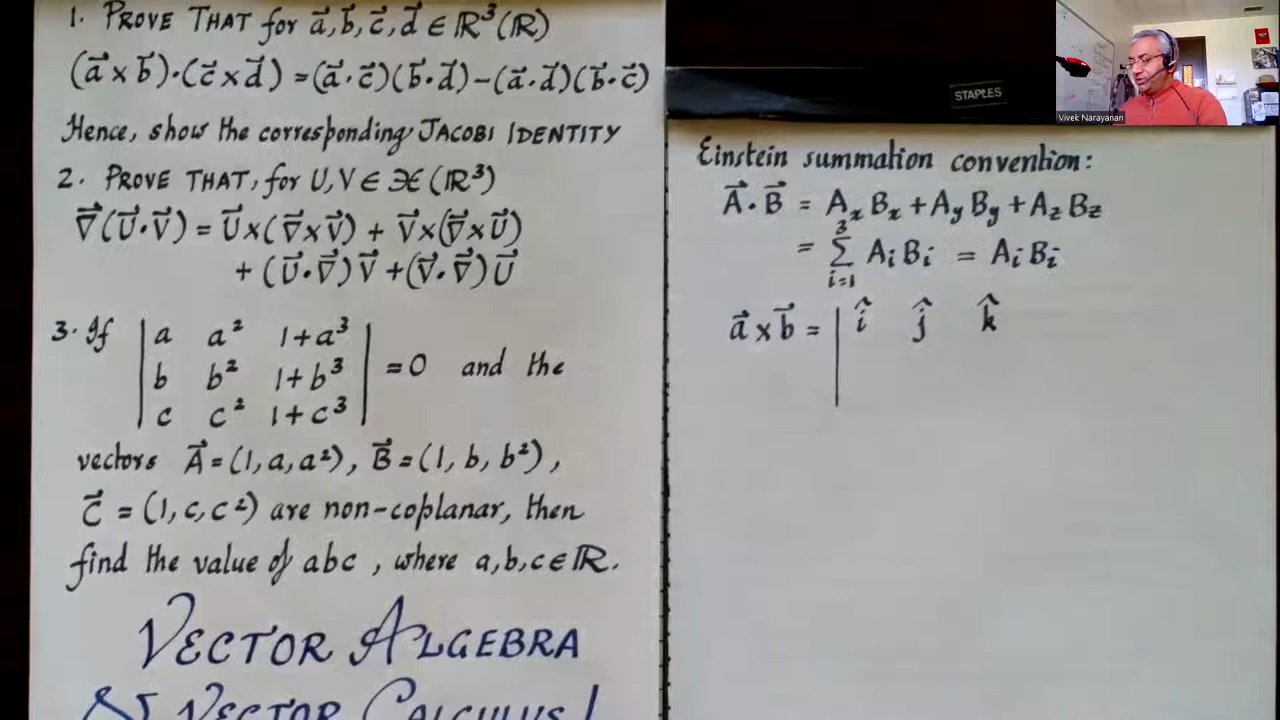 1. PROVE THAT for a⃗, b⃗, c⃗, d⃗ ∈ ℝ³(ℝ)
(a⃗ × b⃗)·(c⃗ × d⃗) = (a⃗·c⃗)(b⃗·d⃗) − (a⃗·d⃗)(b⃗·c⃗)
Hence, show the corresponding JACOBI IDENTITY
2. PROVE THAT, for U, V ∈ 𝔛(ℝ³)
∇⃗(U⃗·V⃗) = U⃗×(∇⃗×V⃗) + V⃗×(∇⃗×U⃗)
+ (U⃗·∇⃗)V⃗ + (V⃗·∇⃗)U⃗
3. If | a a² 1+a³ |
| b b² 1+b³ | = 0 and the
| c c² 1+c³ |
vectors A⃗ = (1, a, a²), B⃗ = (1, b, b²),
C⃗ = (1, c, c²) are non-coplanar, then
find the value of abc, where a, b, c ∈ ℝ.
VECTOR ALGEBRA
& VECTOR CALCULUS!
STAPLES
Vivek Narayanan
Einstein summation convention:
A⃗·B⃗ = AₓBₓ + A_yB_y + A_zB_z
= ∑³ᵢ₌₁ AᵢBᵢ = AᵢBᵢ
a⃗ × b⃗ = | î ĵ k̂